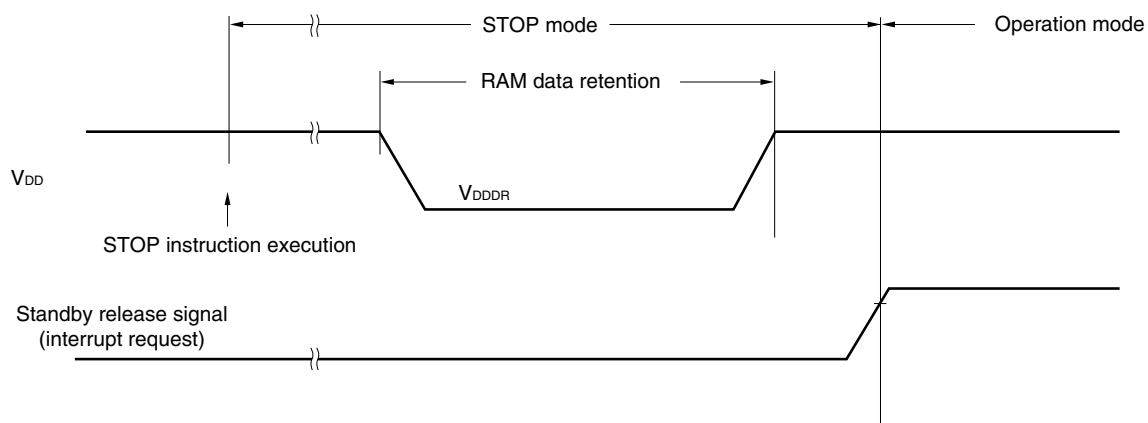 STOP mode
Operation mode
RAM data retention
VDD
VDDDR
STOP instruction execution
Standby release signal
(interrupt request)